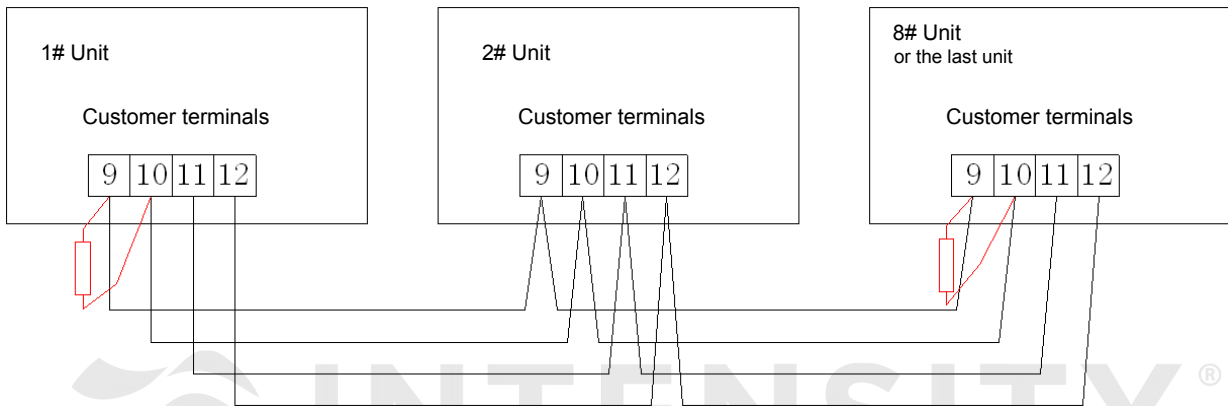 1# Unit
Customer terminals
9 10 11 12
2# Unit
Customer terminals
9 10 11 12
8# Unit
or the last unit
Customer terminals
9 10 11 12
INTENSITY ®